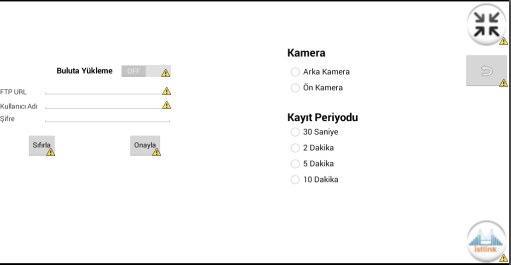 Buluta Yükleme OFF
FTP URL
Kullanıcı Adı
Şifre
Sıfırla
Onayla
Kamera
Arka Kamera
Ön Kamera
Kayıt Periyodu
30 Saniye
2 Dakika
5 Dakika
10 Dakika
istlink